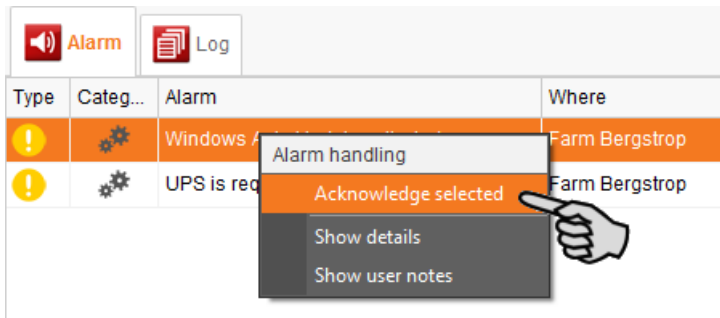 Alarm Log
Type Categ... Alarm Where
Windows Farm Bergstrop
UPS is req Farm Bergstrop
Alarm handling
Acknowledge selected
Show details
Show user notes